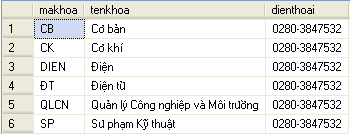 makhoa tenkhoa dienthoai
1 CB Cơ bản 0280-3847532
2 CK Cơ khí 0280-3847532
3 DIEN Điện 0280-3847532
4 ĐT Điện tử 0280-3847532
5 QLCN Quản lý Công nghiệp và Môi trường 0280-3847532
6 SP Sư phạm Kỹ thuật 0280-3847532